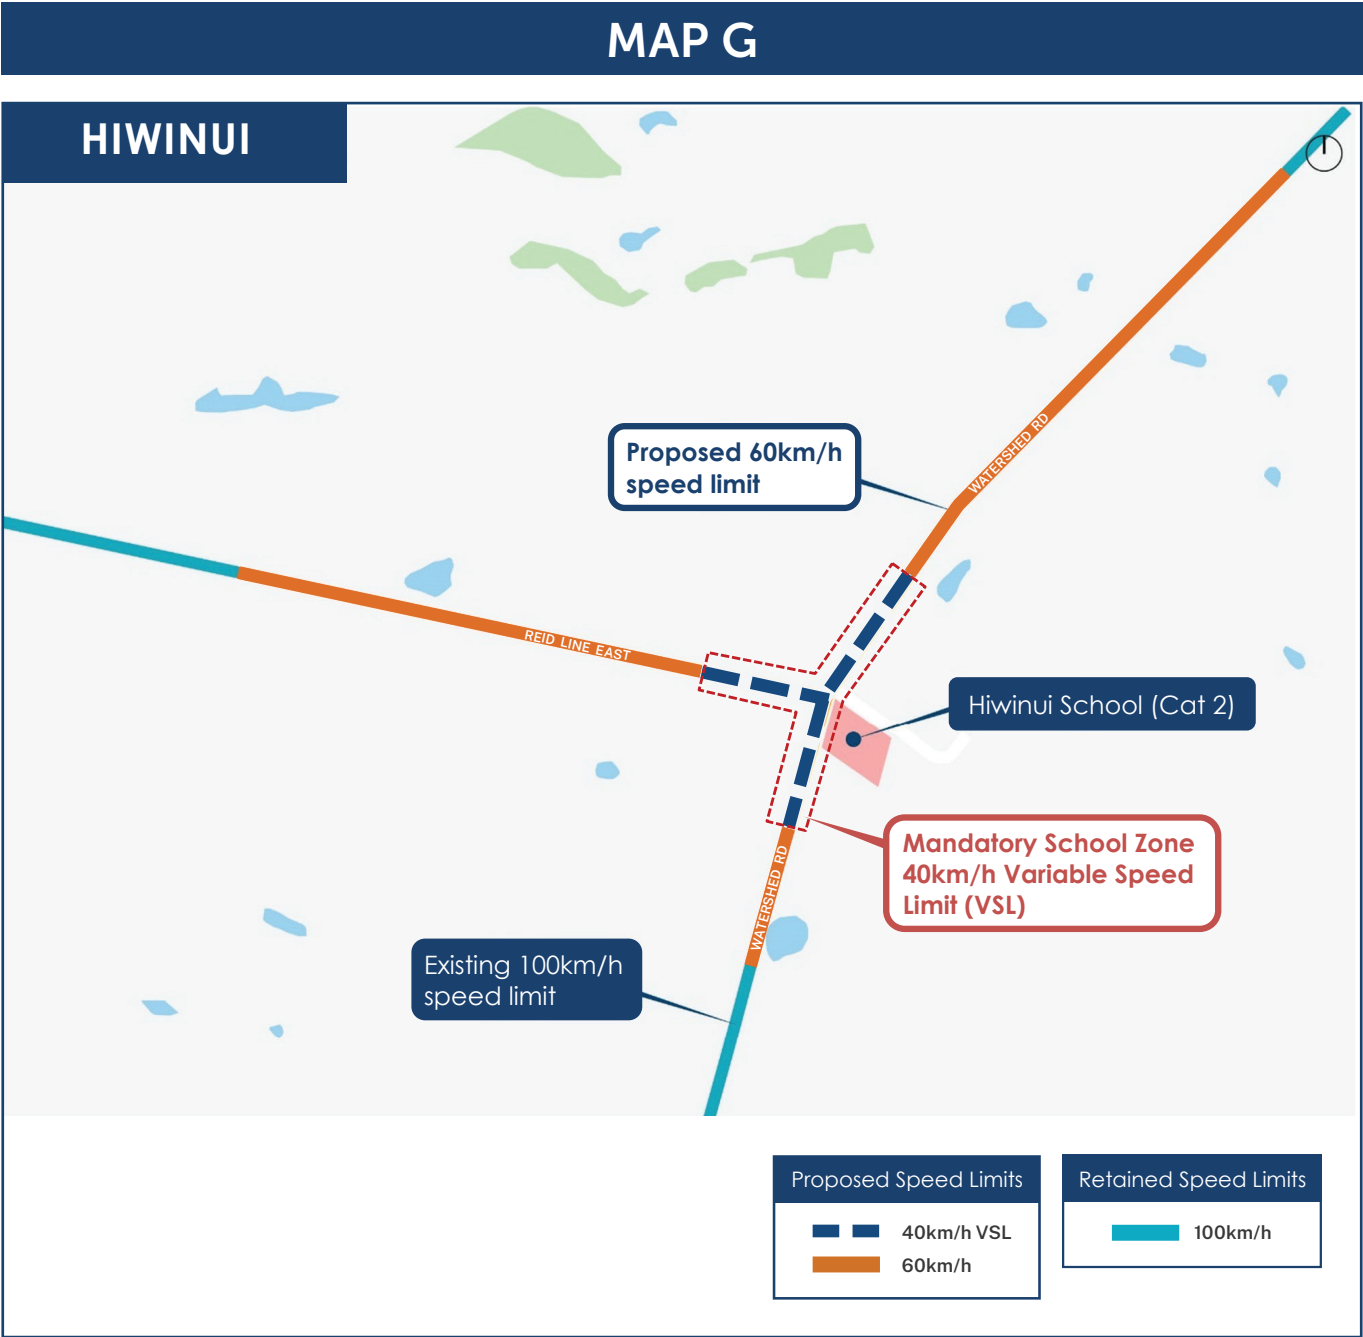 MAP G
HIWINUI
WATERSHED RD
Proposed 60km/h
speed limit
REID LINE EAST
Hiwinui School (Cat 2)
Mandatory School Zone
40km/h Variable Speed
Limit (VSL)
WATERSHED RD
Existing 100km/h
speed limit
Proposed Speed Limits
40km/h VSL
60km/h
Retained Speed Limits
100km/h